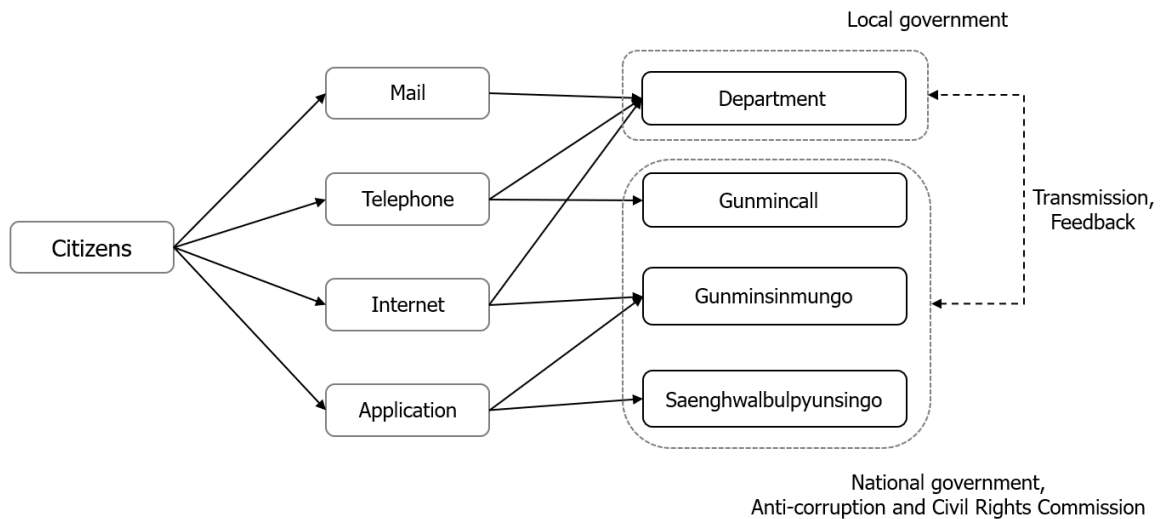 Local government
Mail
Department
Telephone
Gunmincall
Transmission,
Feedback
Citizens
Internet
Gunminsinmungo
Application
Saenghwalbulpyunsingo
National government,
Anti-corruption and Civil Rights Commission